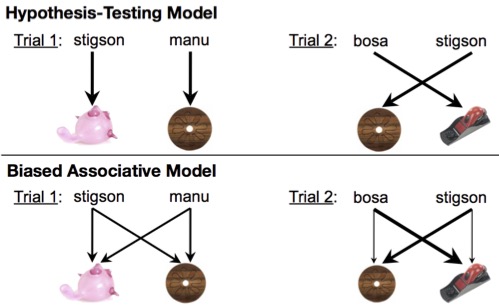 Hypothesis-Testing Model
Trial 1: stigson manu Trial 2: bosa stigson
Biased Associative Model
Trial 1: stigson manu Trial 2: bosa stigson